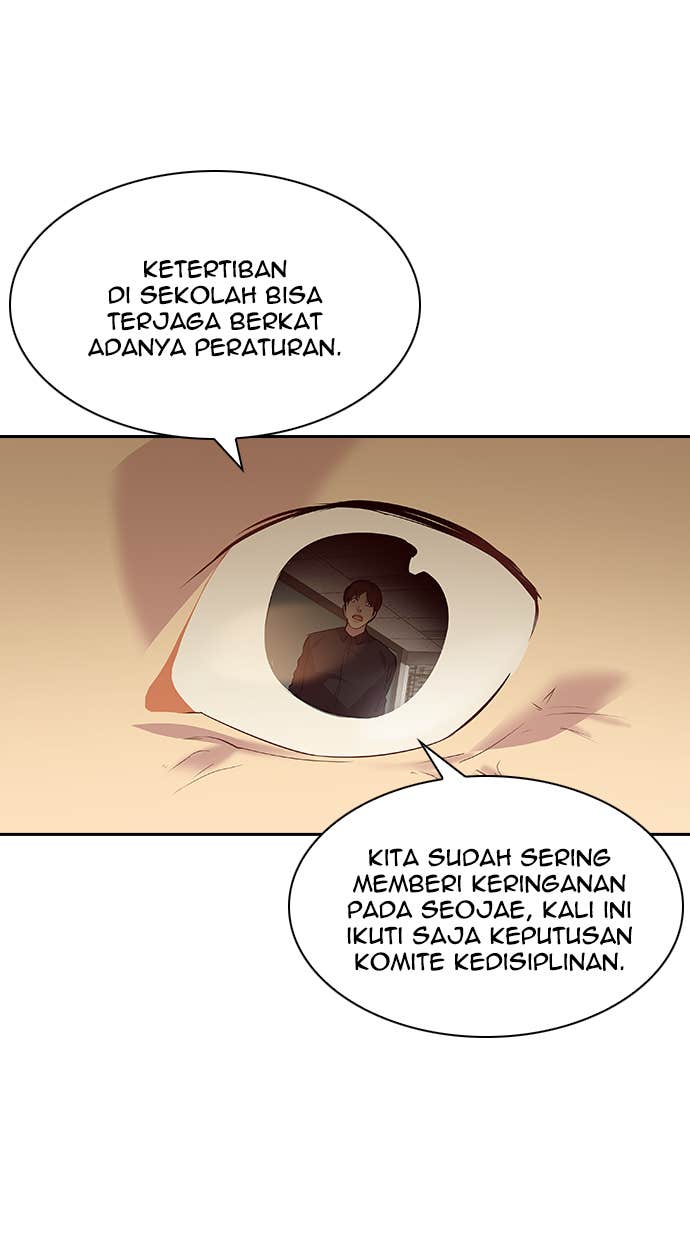 KETERTIBAN
DI SEKOLAH BISA
TERJAGA BERKAT
ADANYA PERATURAN.
KITA SUDAH SERING
MEMBERI KERINGANAN
PADA SEOJAE, KALI INI
IKUTI SAJA KEPUTUSAN
KOMITE KEDISIPLINAN.